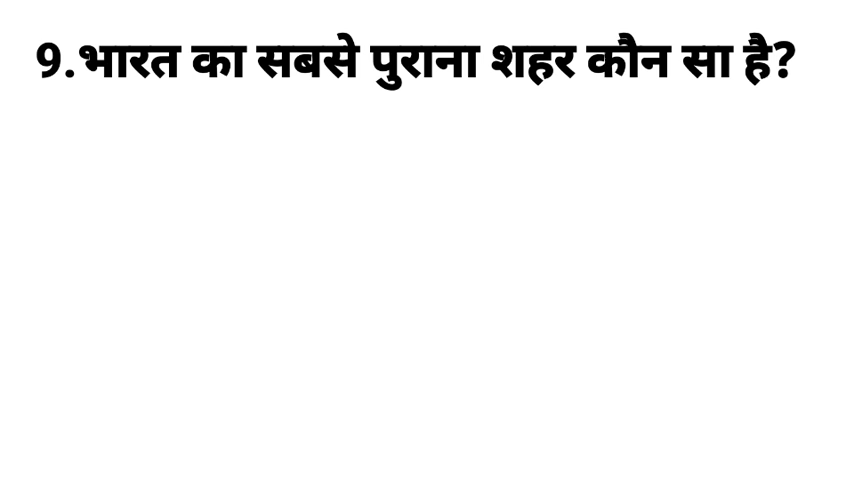 9.भारत का सबसे पुराना शहर कौन सा है?